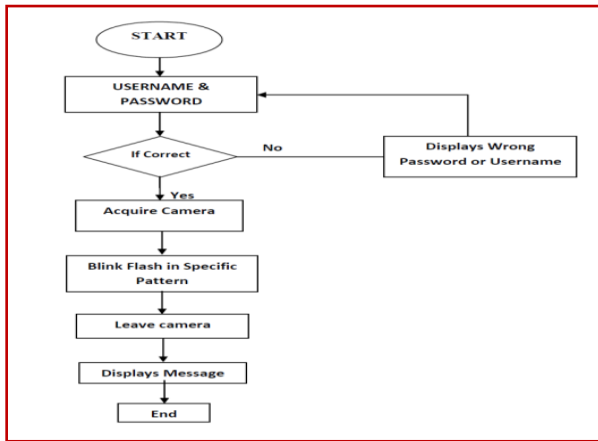 START
USERNAME &
PASSWORD
If Correct
No
Displays Wrong
Password or Username
Yes
Acquire Camera
Blink Flash in Specific
Pattern
Leave camera
Displays Message
End